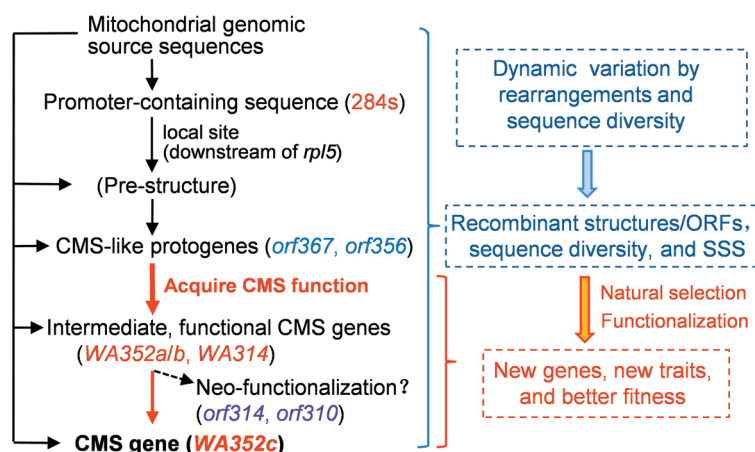 Mitochondrial genomic
source sequences
Promoter-containing sequence (284s)
local site
(downstream of rpl5)
(Pre-structure)
CMS-like protogenes (orf367, orf356)
Acquire CMS function
Intermediate, functional CMS genes
(WA352a/b, WA314)
Neo-functionalization?
(orf314, orf310)
CMS gene (WA352c)
Dynamic variation by
rearrangements and
sequence diversity
Recombinant structures/ORFs,
sequence diversity, and SSS
Natural selection
Functionalization
New genes, new traits,
and better fitness